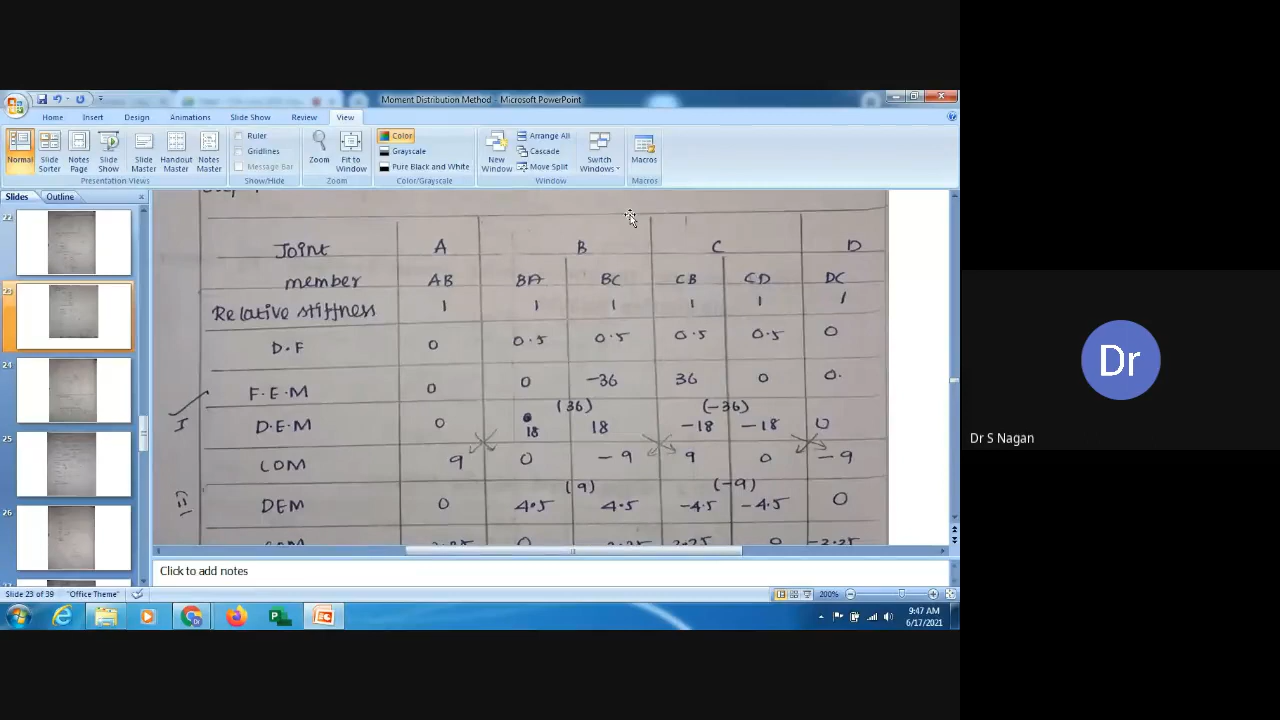 Moment Distribution Method - Microsoft PowerPoint
Home Insert Design Animations Slide Show Review View
Normal Slide Sorter Notes Page Slide Show Slide Master Handout Master Notes Master
Presentation Views
Ruler
Gridlines
Message Bar
Show/Hide
Zoom Fit to Window
Zoom
Color
Grayscale
Pure Black and White
Color/Grayscale
New Window
Arrange All
Cascade
Move Split
Switch Windows
Window
Macros
Macros
Slides Outline
22
23
24
25
26
Joint A B C D
member AB BA BC CB CD DC
Relative stiffness 1 1 1 1 1 1
D.F 0 0.5 0.5 0.5 0.5 0
F.E.M 0 0 -36 36 0 0.
(36) (-36)
I D.E.M 0 18 18 -18 -18 0
COM 9 0 -9 9 0 -9
(9) (-9)
II DEM 0 4.5 4.5 -4.5 -4.5 0
Click to add notes
Slide 23 of 39 "Office Theme" 200%
9:47 AM
6/17/2021
Dr
Dr S Nagan